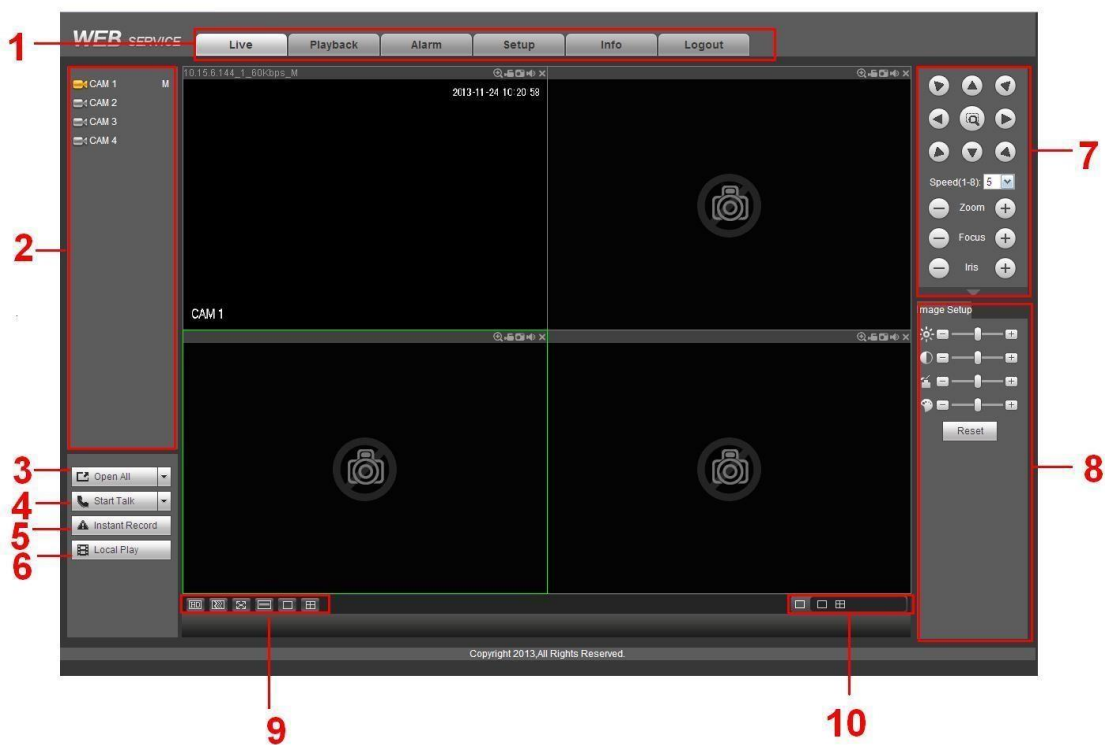 1
WEB SERVICE
Live
Playback
Alarm
Setup
Info
Logout
10.15.6.144_1_60Kbps_M
2013-11-24 10:20:58
CAM 1 M
CAM 2
CAM 3
CAM 4
2
CAM 1
7
Speed(1-8): 5
Zoom
Focus
Iris
mage Setup
Reset
8
3
Open All
4
Start Talk
5
Instant Record
6
Local Play
HD
Copyright 2013,All Rights Reserved.
9
10